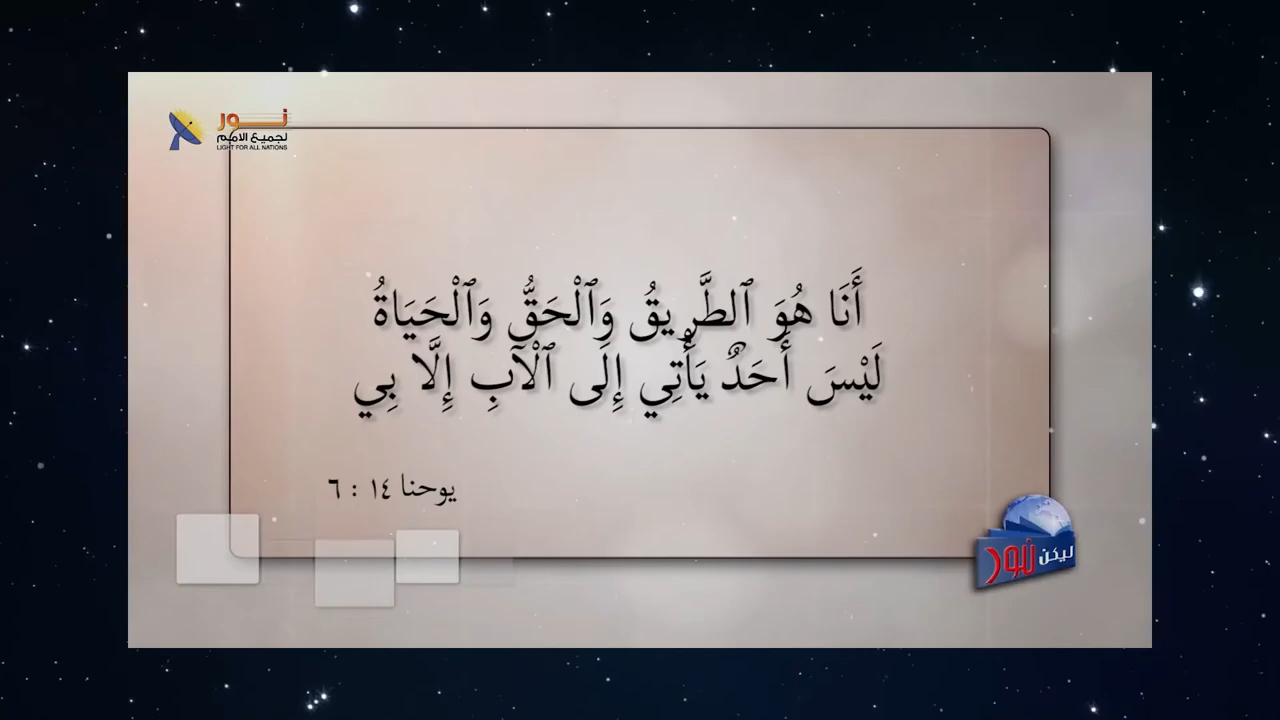 نور
لجميع الامم
LIGHT FOR ALL NATIONS
أَنَا هُوَ ٱلطَّرِيقُ وَٱلْحَقُّ وَٱلْحَيَاةُ
لَيْسَ أَحَدٌ يَأْتِي إِلَى ٱلْآبِ إِلَّا بِي
يوحنا ١٤ : ٦
ليكن نور